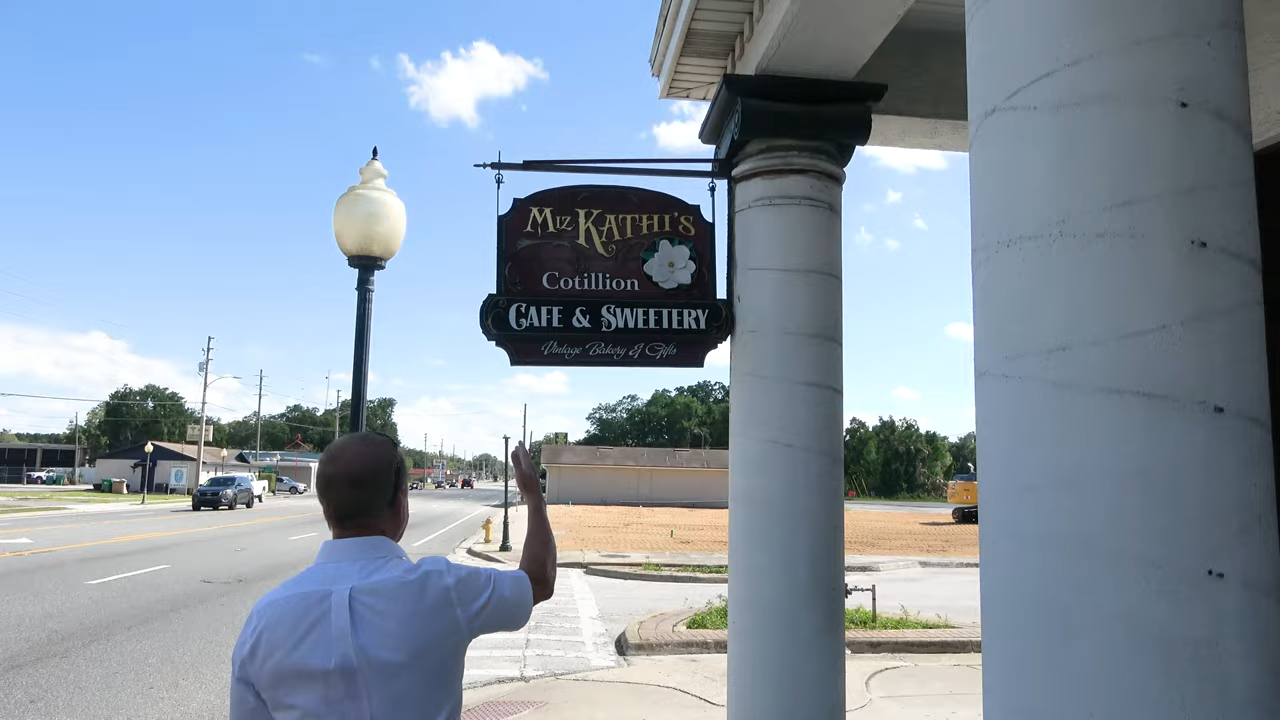 Miz KATHI'S
Cotillion
CAFE & SWEETERY
Vintage Bakery & Gifts